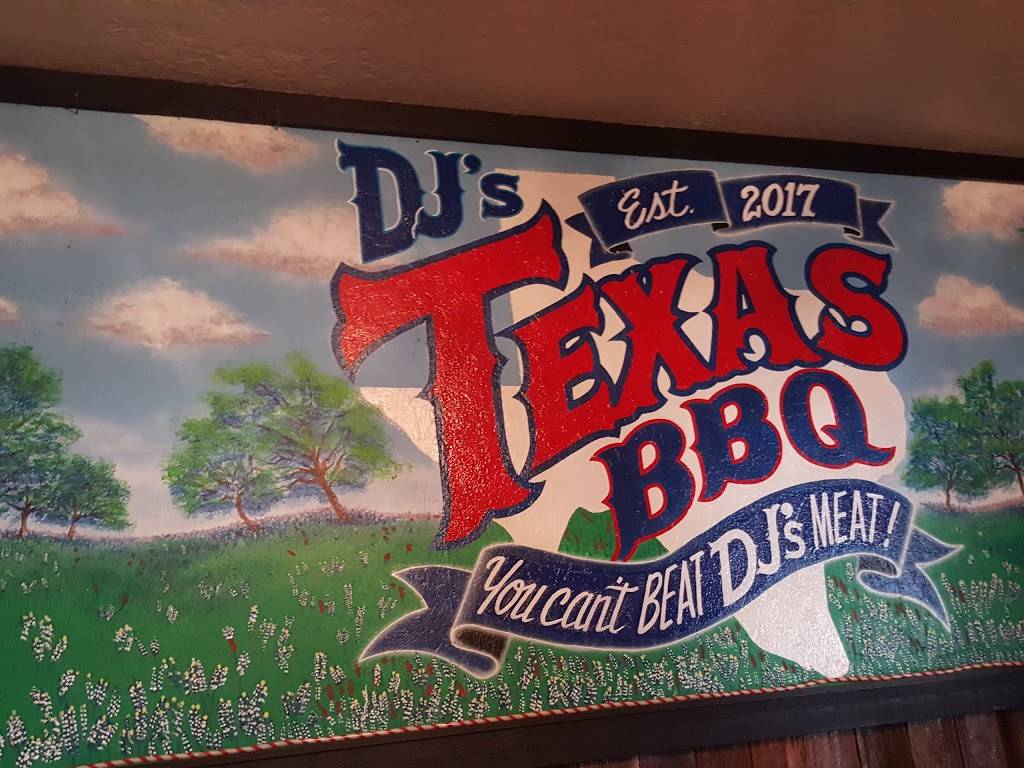 DJ's
Est. 2017
TEXAS
BBQ
You can't BEAT DJ's MEAT!